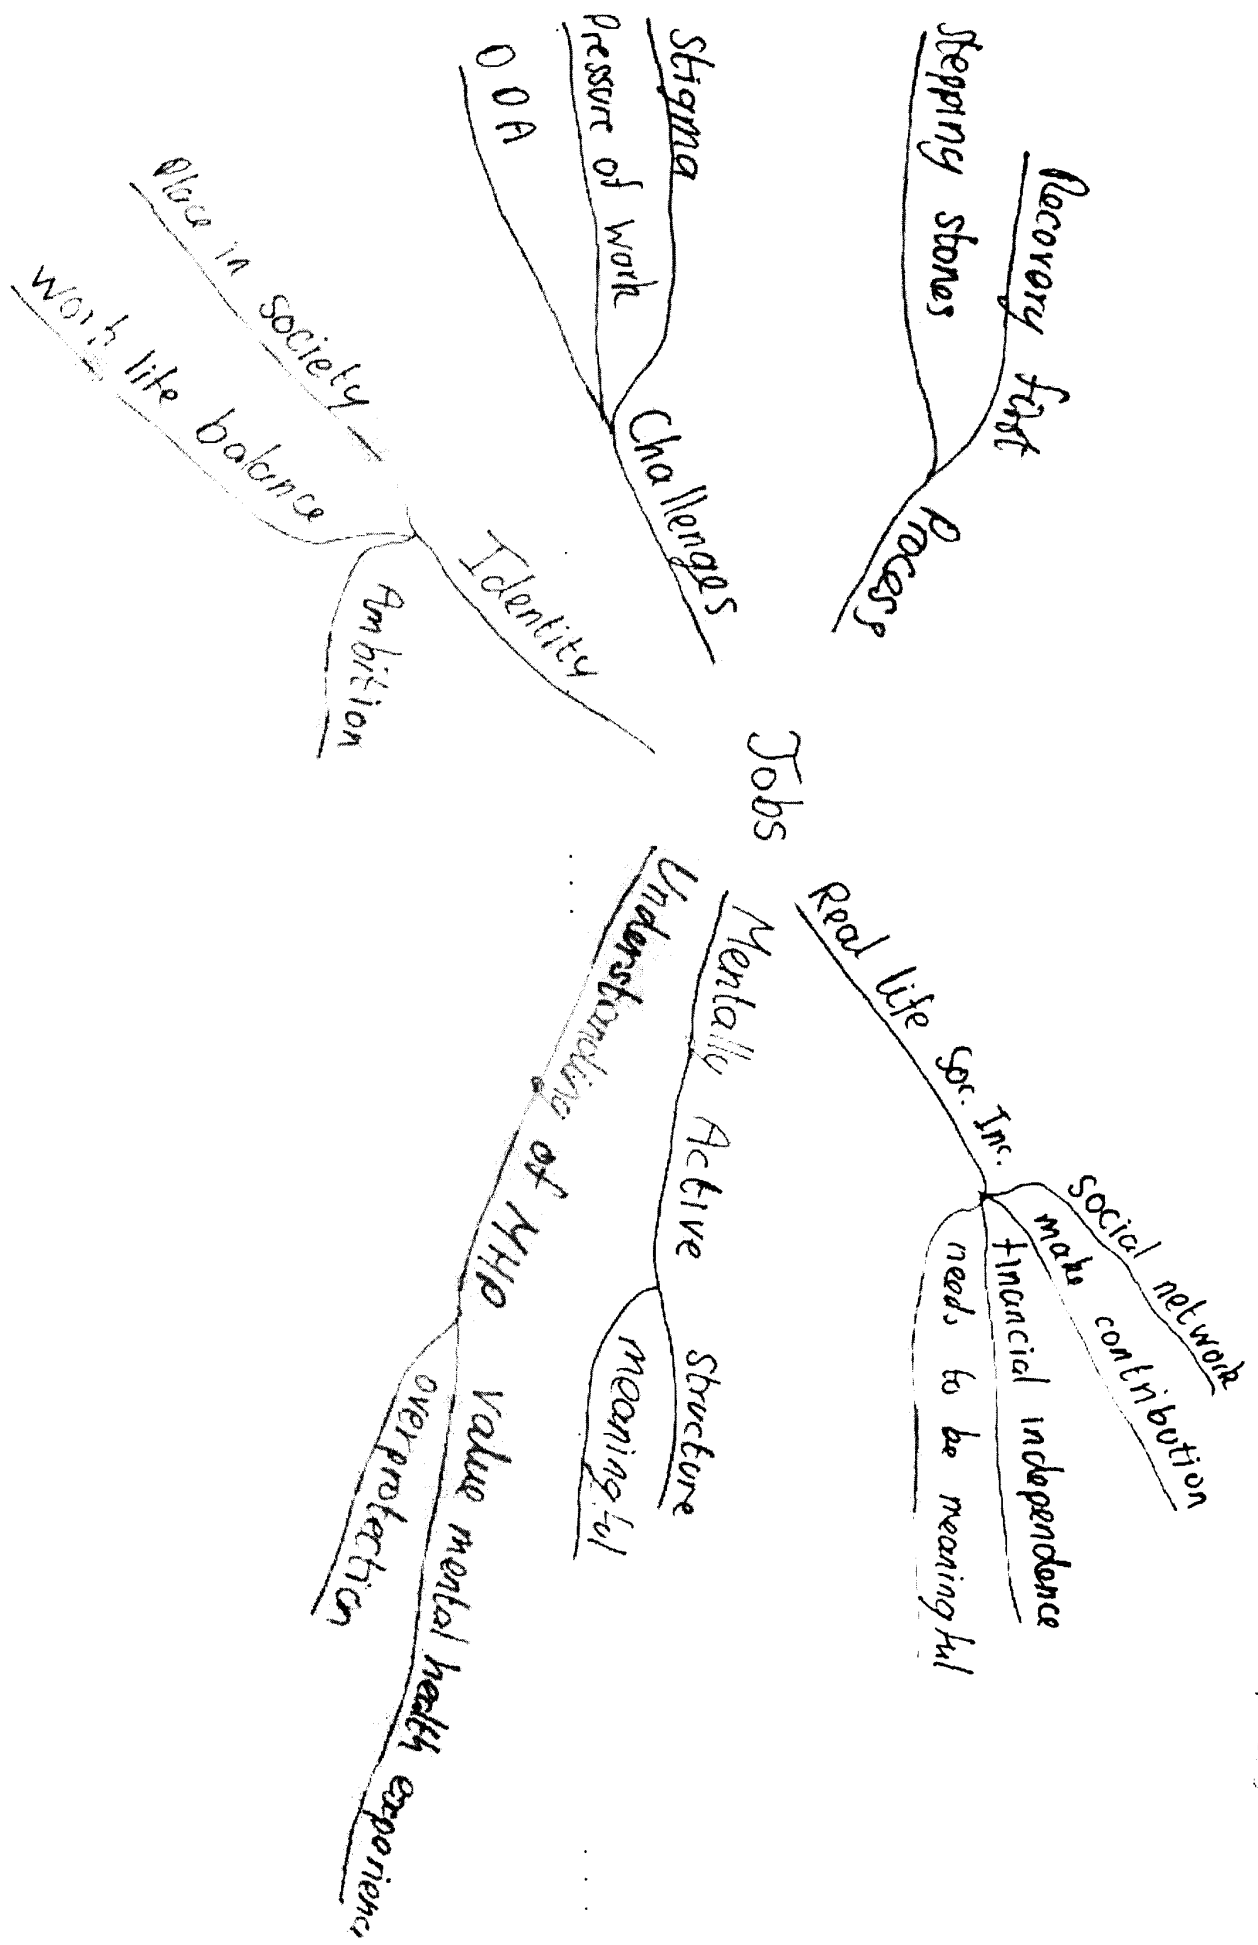 Jobs
Process
Recovery first
Stepping stones
Challenges
Stigma
Pressure of work
DDA
Identity
Place in society
Work life balance
Ambition
Real life Soc. Inc.
social network
make contribution
financial independence
needs to be meaningful
Mentally Active
Structure
meaningful
Understanding of MHP
Value mental health experience
overprotection